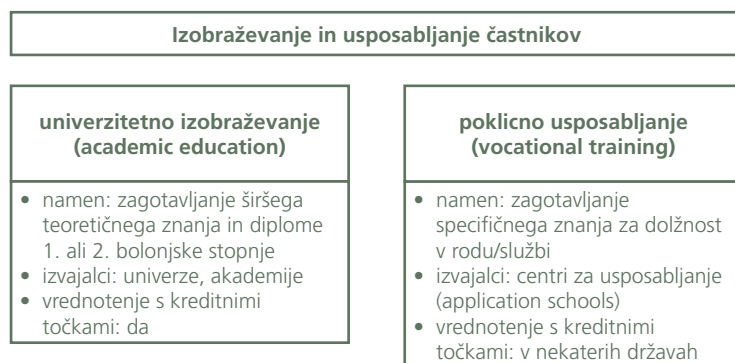 Izobraževanje in usposabljanje častnikov
univerzitetno izobraževanje
(academic education)
• namen: zagotavljanje širšega
teoretičnega znanja in diplome
1. ali 2. bolonjske stopnje
• izvajalci: univerze, akademije
• vrednotenje s kreditnimi
točkami: da
poklicno usposabljanje
(vocational training)
• namen: zagotavljanje
specifičnega znanja za dolžnost
v rodu/službi
• izvajalci: centri za usposabljanje
(application schools)
• vrednotenje s kreditnimi
točkami: v nekaterih državah